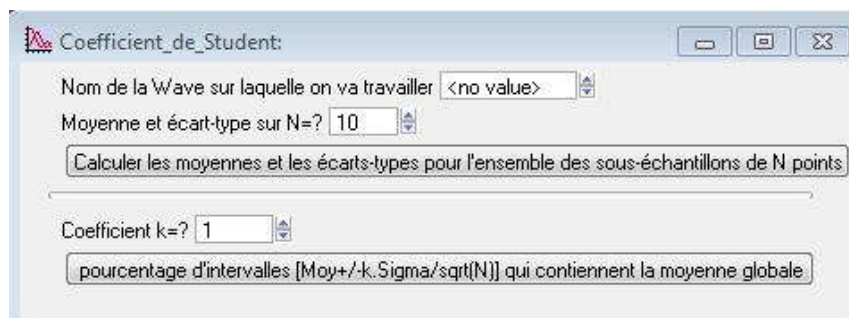 Coefficient_de_Student:
Nom de la Wave sur laquelle on va travailler <no value>
Moyenne et écart-type sur N=? 10
Calculer les moyennes et les écarts-types pour l'ensemble des sous-échantillons de N points
Coefficient k=? 1
pourcentage d'intervalles [Moy+/-k.Sigma/sqrt(N)] qui contiennent la moyenne globale